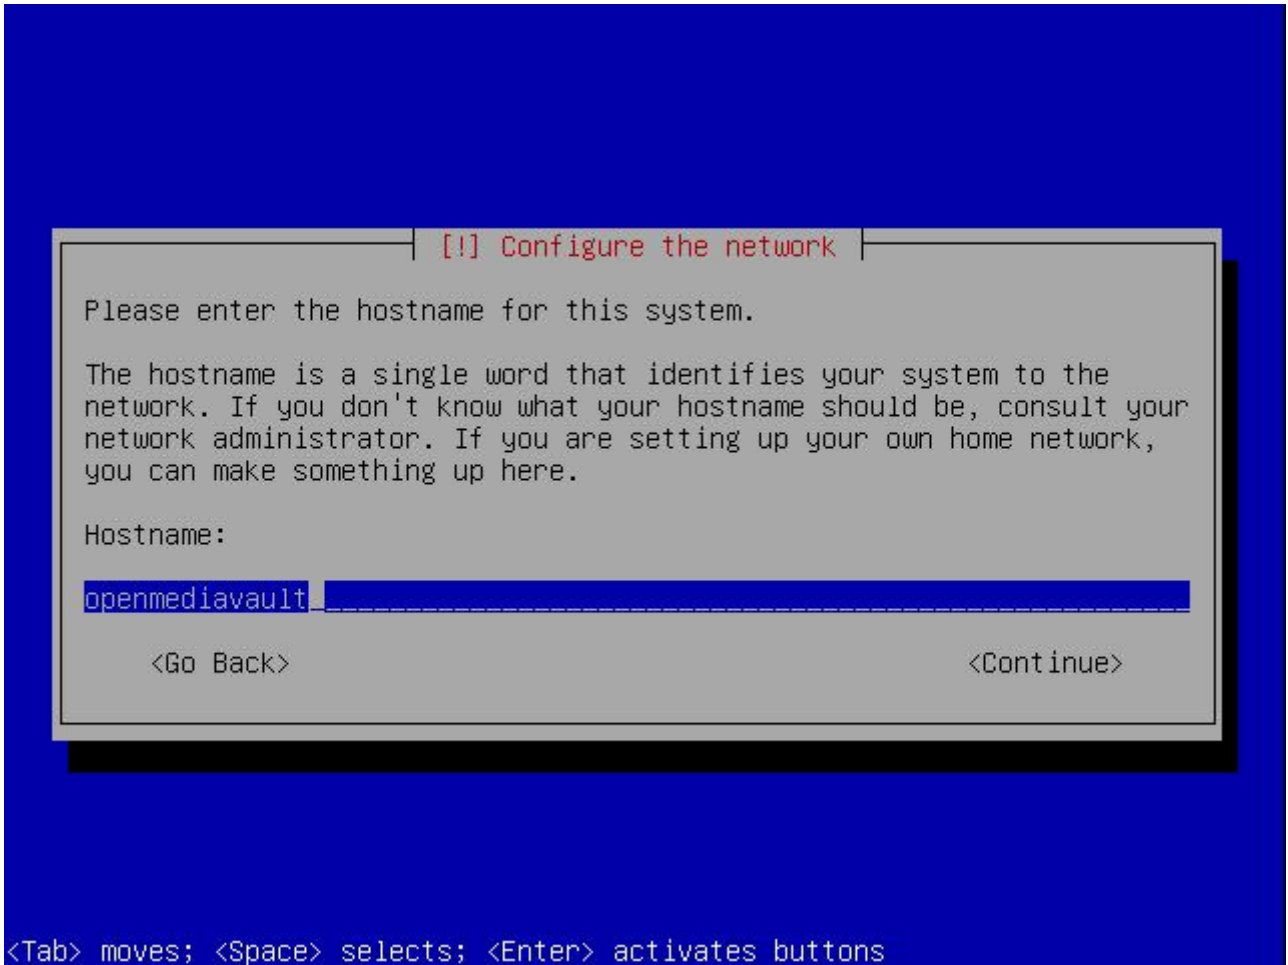 [!] Configure the network
Please enter the hostname for this system.
The hostname is a single word that identifies your system to the
network. If you don't know what your hostname should be, consult your
network administrator. If you are setting up your own home network,
you can make something up here.
Hostname:
openmediavault
<Go Back> <Continue>
<Tab> moves; <Space> selects; <Enter> activates buttons